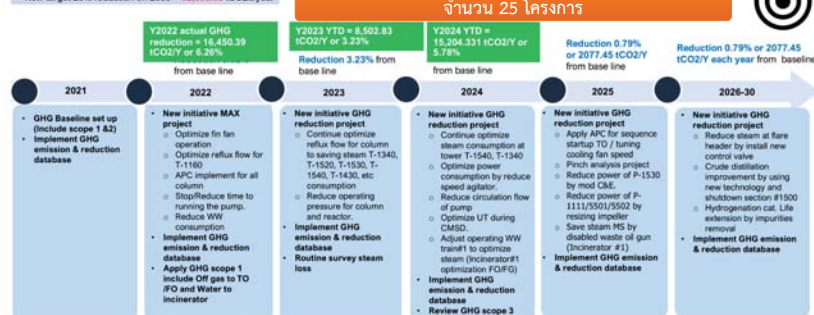 จำนวน 25 โครงการ
Y2022 actual GHG
reduction = 16,450.39
tCO2/Y or 6.26%
from base line
Y2023 YTD = 8,502.83
tCO2/Y or 3.23%
Reduction 3.23% from
base line
Y2024 YTD =
15,204.331 tCO2/Y or
5.78%
from base line
Reduction 0.79%
or 2077.45 tCO2/Y
from base line
Reduction 0.79% or 2077.45
tCO2/Y each year from baseline
2021
2022
2023
2024
2025
2026-30
• GHG Baseline set up
(Include scope 1 &2)
• Implement GHG
emission & reduction
database
• New initiative MAX
project
o Optimize fin fan
operation
o Optimize reflux flow for
T-1160
o APC implement for all
column
o Stop/Reduce time to
running the pump.
o Reduce WW
consumption
• Implement GHG
emission & reduction
database
• Apply GHG scope 1
include Off gas to TO
/FO and Water to
incinerator
• New initiative GHG
reduction project
o Continue optimize
reflux flow for column
to saving steam T-1340,
T-1520, T-1530, T-
1540, T-1430, etc
consumption
o Reduce operating
pressure for column
and reactor.
• Implement GHG
emission & reduction
database
• Routine survey steam
loss
• New initiative GHG
reduction project
o Continue optimize
steam consumption at
tower T-1540, T-1340
o Optimize power
consumption by reduce
speed agitator.
o Reduce circulation flow
of pump
o Optimize UT during
CMSD.
o Adjust operating WW
train#1 to optimize
steam (Incinerator#1
optimization FO/FG)
• Implement GHG
emission & reduction
database
• Review GHG scope 3
• New initiative GHG
reduction project
o Apply APC for sequence
startup TO / tuning
cooling fan speed
o Pinch analysis project
o Reduce power of P-1530
by mod C&E.
o Reduce power of P-
1111/5501/5502 by
resizing impeller
o Save steam MS by
disabled waste oil gun
(Incinerator #1)
• Implement GHG emission
& reduction database
• New initiative GHG
reduction project
o Reduce steam at flare
header by install new
control valve
o Crude distillation
improvement by using
new technology and
shutdown section #1500
o Hydrogenation cat. Life
extension by impurities
removal
• Implement GHG emission
& reduction database